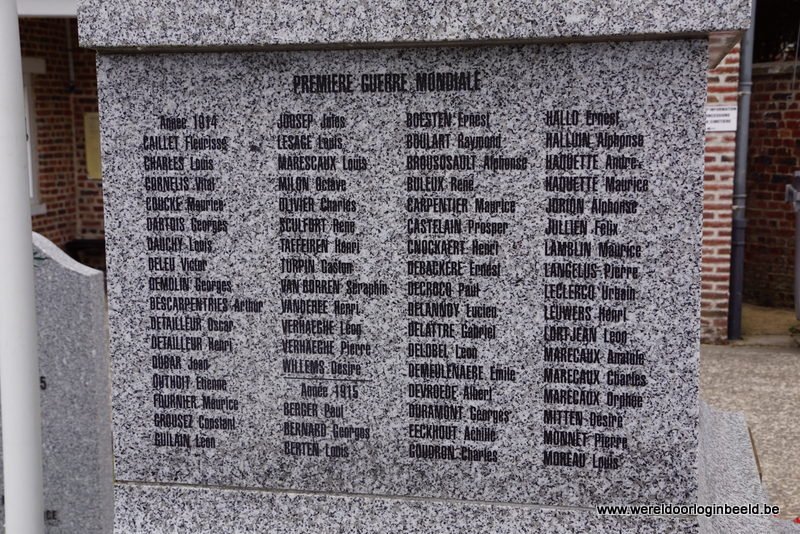 PREMIERE GUERRE MONDIALE
Année 1914
CAILLET Fleurisse
CHARLES Louis
CORNELIS Vital
COUCKE Maurice
DARTOIS Georges
DAUCHY Louis
DELEU Victor
DEMOLIN Georges
DESCARPENTRIES Arthur
DETAILLEUR Oscar
DETAILLEUR Henri
DUBAR Jean
DUTHOIT Etienne
FOURNIER Maurice
GROUSEZ Constant
GUILAIN Léon
JOOSEP Jules
LESAGE Louis
MARESCAUX Louis
MILON Octave
OLIVIER Charles
SCULFORT René
TAFFEIREN Henri
TURPIN Gaston
VAN BORREN Séraphin
VANDERBE Henri
VERHAEGHE Léon
VERHAEGHE Pierre
WILLEMS Désiré
Année 1915
BERGER Paul
BERNARD Georges
BERTEN Louis
BOESTEN Ernest
BOULART Raymond
BROUSOSAULT Alphonse
BULEUX René
CARPENTIER Maurice
CASTELAIN Prosper
CNOCKAERT Henri
DEBACKERE Ernest
DECROCQ Paul
DELANNOY Lucien
DELATTRE Gabriel
DELOBEL Léon
DEMEULENAERE Emile
DEVROEDE Albert
DURAMONT Georges
EECKHOUT Achille
GOUDRON Charles
HALLO Ernest
HALLUIN Alphonse
HAQUETTE André
HAQUETTE Maurice
JORION Alphonse
JULLIEN Félix
LAMBLIN Maurice
LANGELUS Pierre
LECLERCQ Urbain
LEUWERS Henri
LORTJEAN Léon
MARECAUX Anatole
MARECAUX Charles
MARECAUX Orphée
MITTEN Désiré
MONNET Pierre
MOREAU Louis
www.wereldoorloginbeeld.be